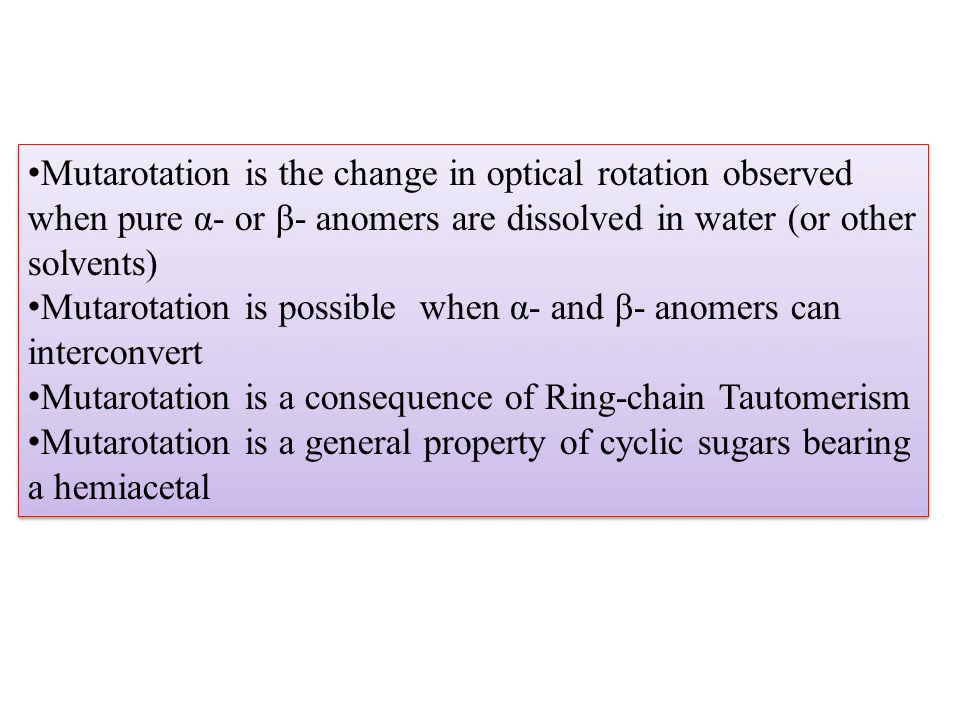 •Mutarotation is the change in optical rotation observed
when pure α- or β- anomers are dissolved in water (or other
solvents)
•Mutarotation is possible  when α- and β- anomers can
interconvert
•Mutarotation is a consequence of Ring-chain Tautomerism
•Mutarotation is a general property of cyclic sugars bearing
a hemiacetal